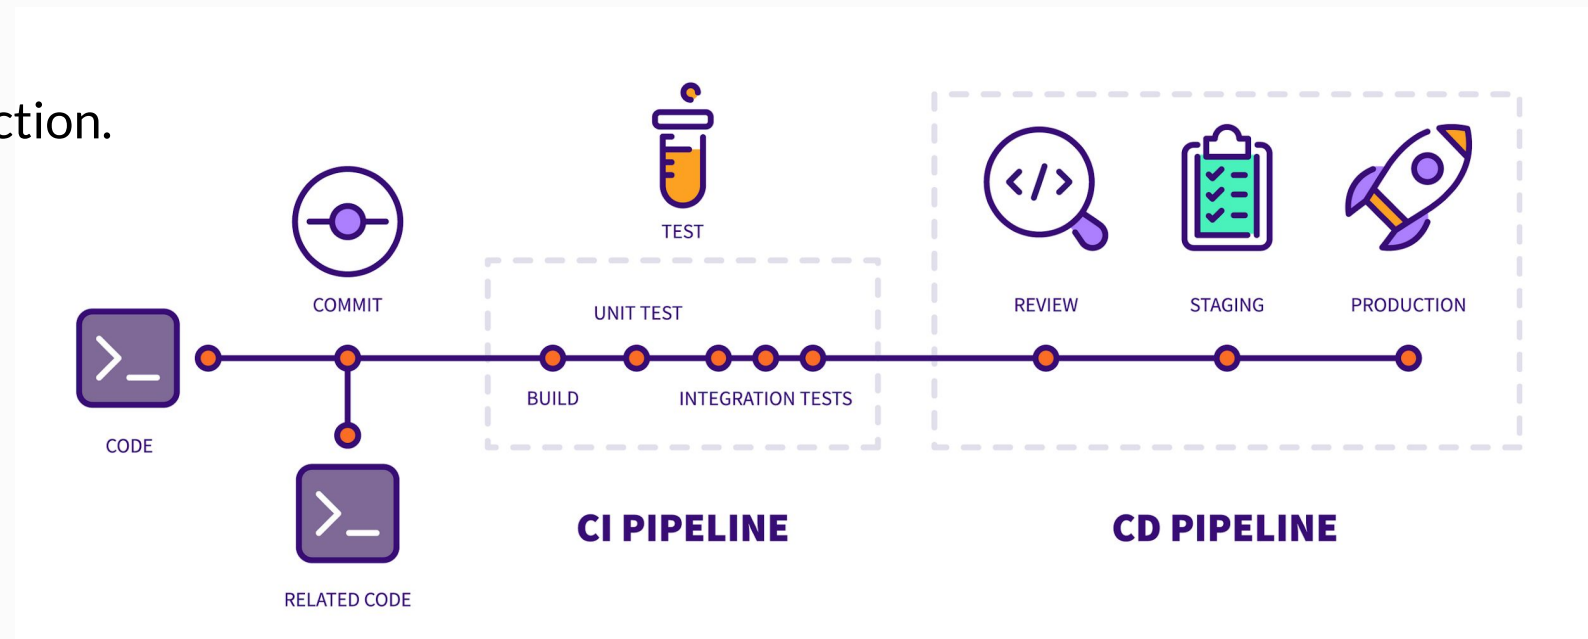 ction.
TEST
COMMIT
UNIT TEST
REVIEW
STAGING
PRODUCTION
BUILD
INTEGRATION TESTS
CODE
CI PIPELINE
CD PIPELINE
RELATED CODE